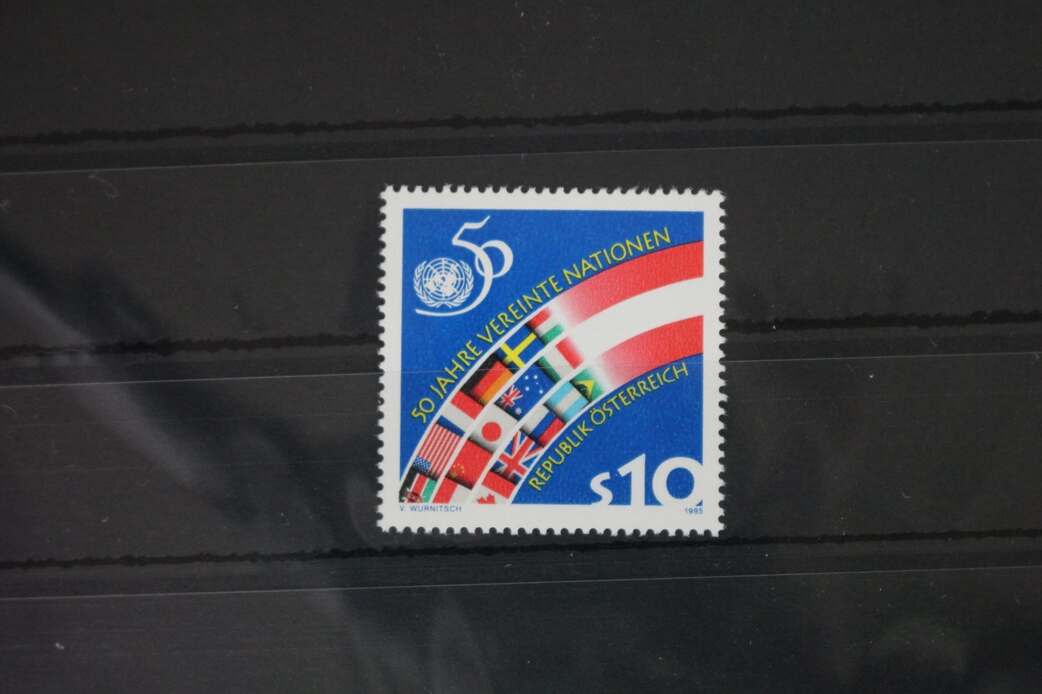 50
50 JAHRE VEREINTE NATIONEN
REPUBLIK ÖSTERREICH
S10
V. WURNITSCH
1995